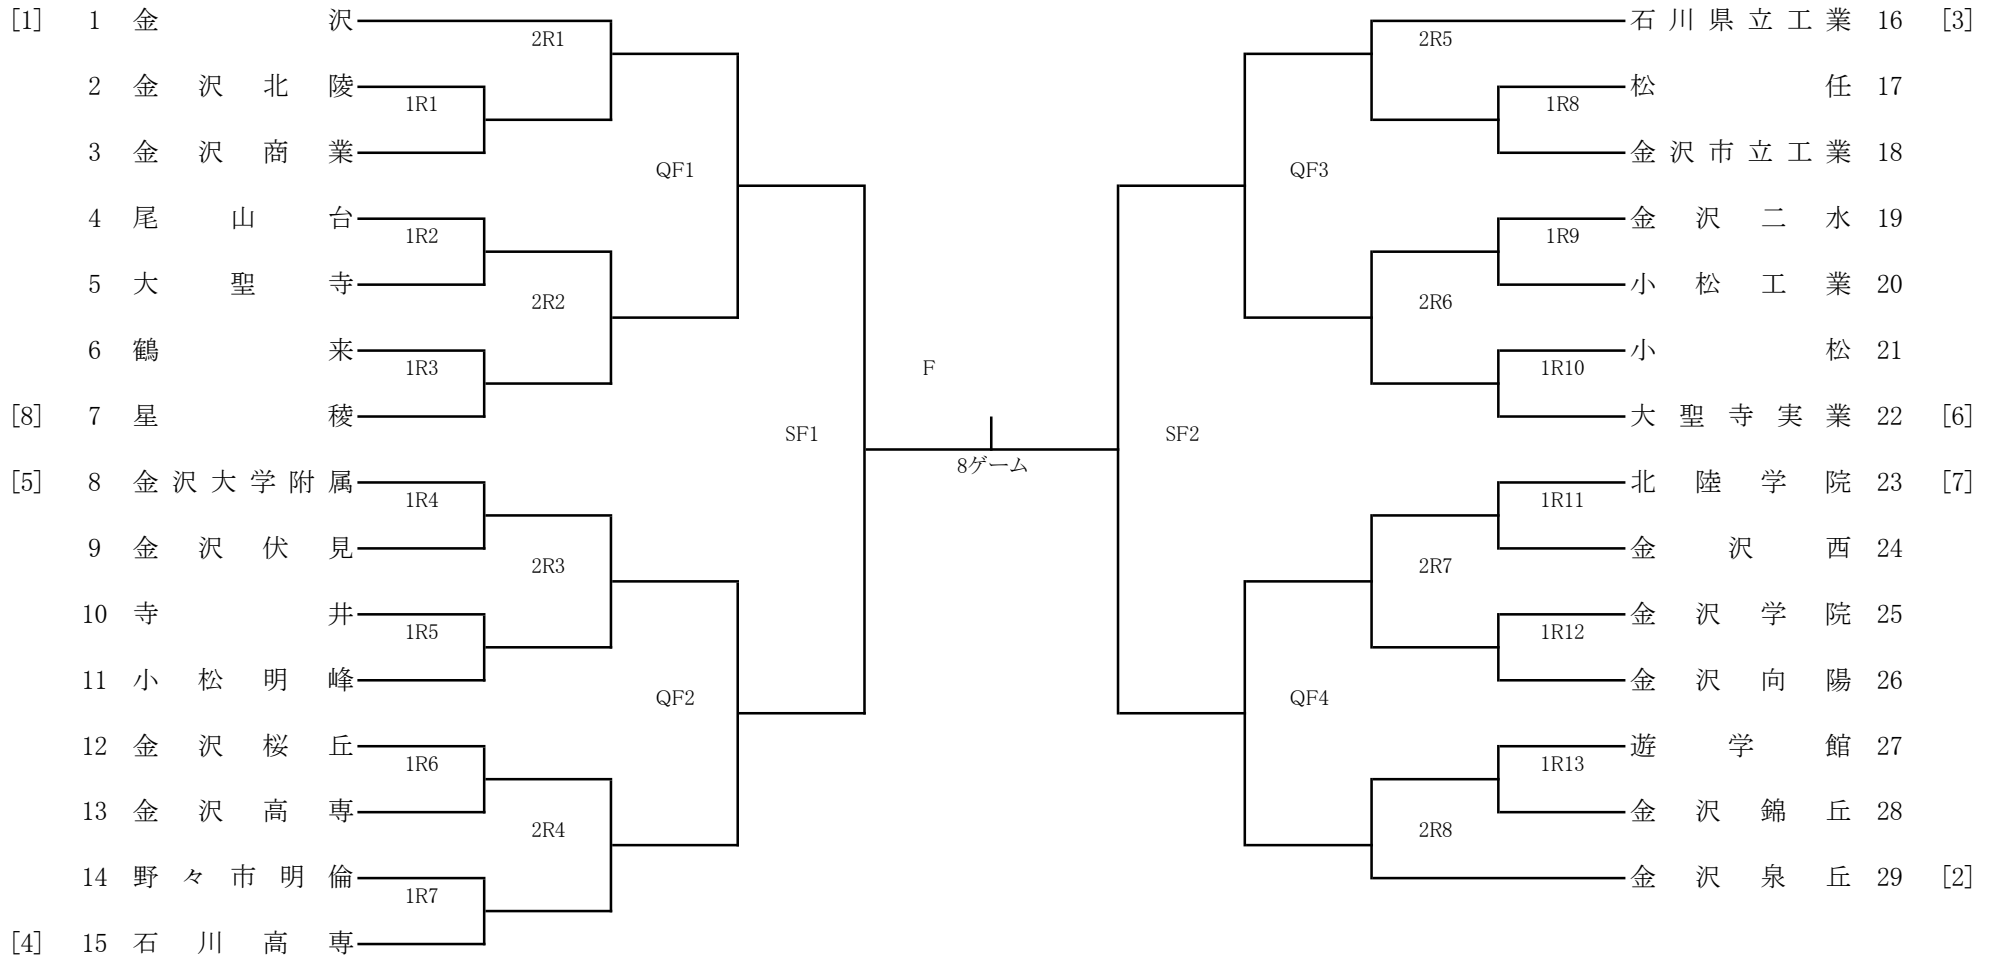 [1] 1 金沢 石川県立工業 16 [3]
2R1 2R5
2 金沢北陵 松任 17
1R1 1R8
3 金沢商業 金沢市立工業 18
QF1 QF3
4 尾山台 金沢二水 19
1R2 1R9
5 大聖寺 小松工業 20
2R2 2R6
6 鶴来 小松 21
1R3 F 1R10
[8] 7 星稜 大聖寺実業 22 [6]
SF1 SF2
8ゲーム
[5] 8 金沢大学附属 北陸学院 23 [7]
1R4 1R11
9 金沢伏見 金沢西 24
2R3 2R7
10 寺井 金沢学院 25
1R5 1R12
11 小松明峰 金沢向陽 26
QF2 QF4
12 金沢桜丘 遊学館 27
1R6 1R13
13 金沢高専 金沢錦丘 28
2R4 2R8
14 野々市明倫 金沢泉丘 29 [2]
1R7
[4] 15 石川高専